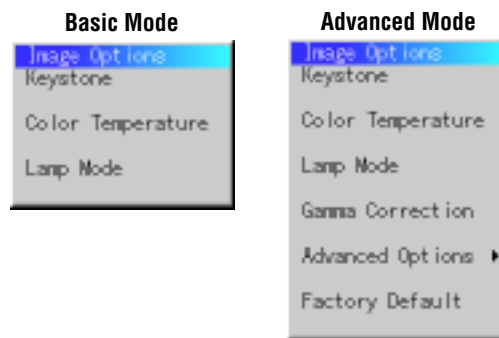 Basic Mode
Image Options
Keystone
Color Temperature
Lamp Mode
Advanced Mode
Image Options
Keystone
Color Temperature
Lamp Mode
Gamma Correction
Advanced Options
Factory Default